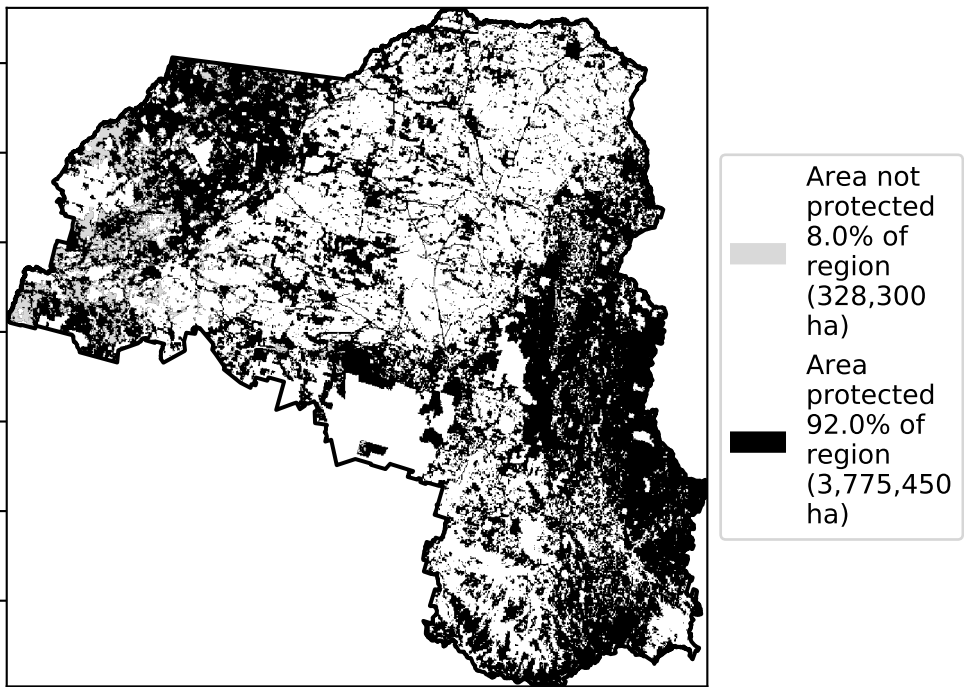 Area not
protected
8.0% of
region
(328,300
ha)
Area
protected
92.0% of
region
(3,775,450
ha)